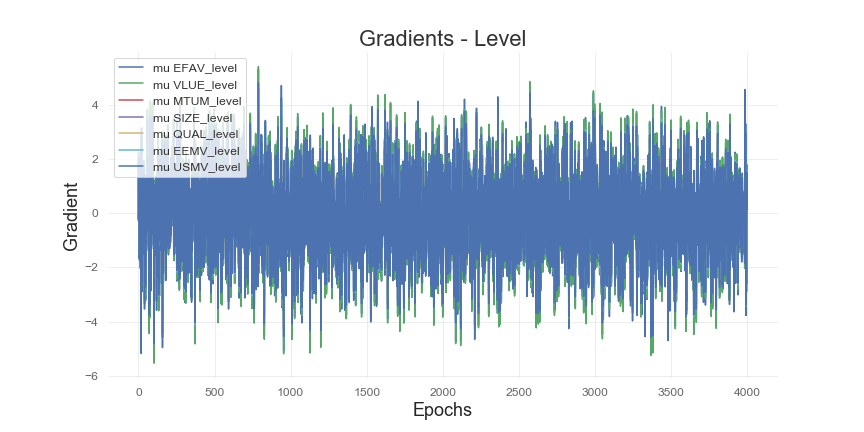 Gradients - Level
mu EFAV_level
mu VLUE_level
mu MTUM_level
mu SIZE_level
mu QUAL_level
mu EEMV_level
mu USMV_level
Gradient
4
2
0
−2
−4
−6
0 500 1000 1500 2000 2500 3000 3500 4000
Epochs